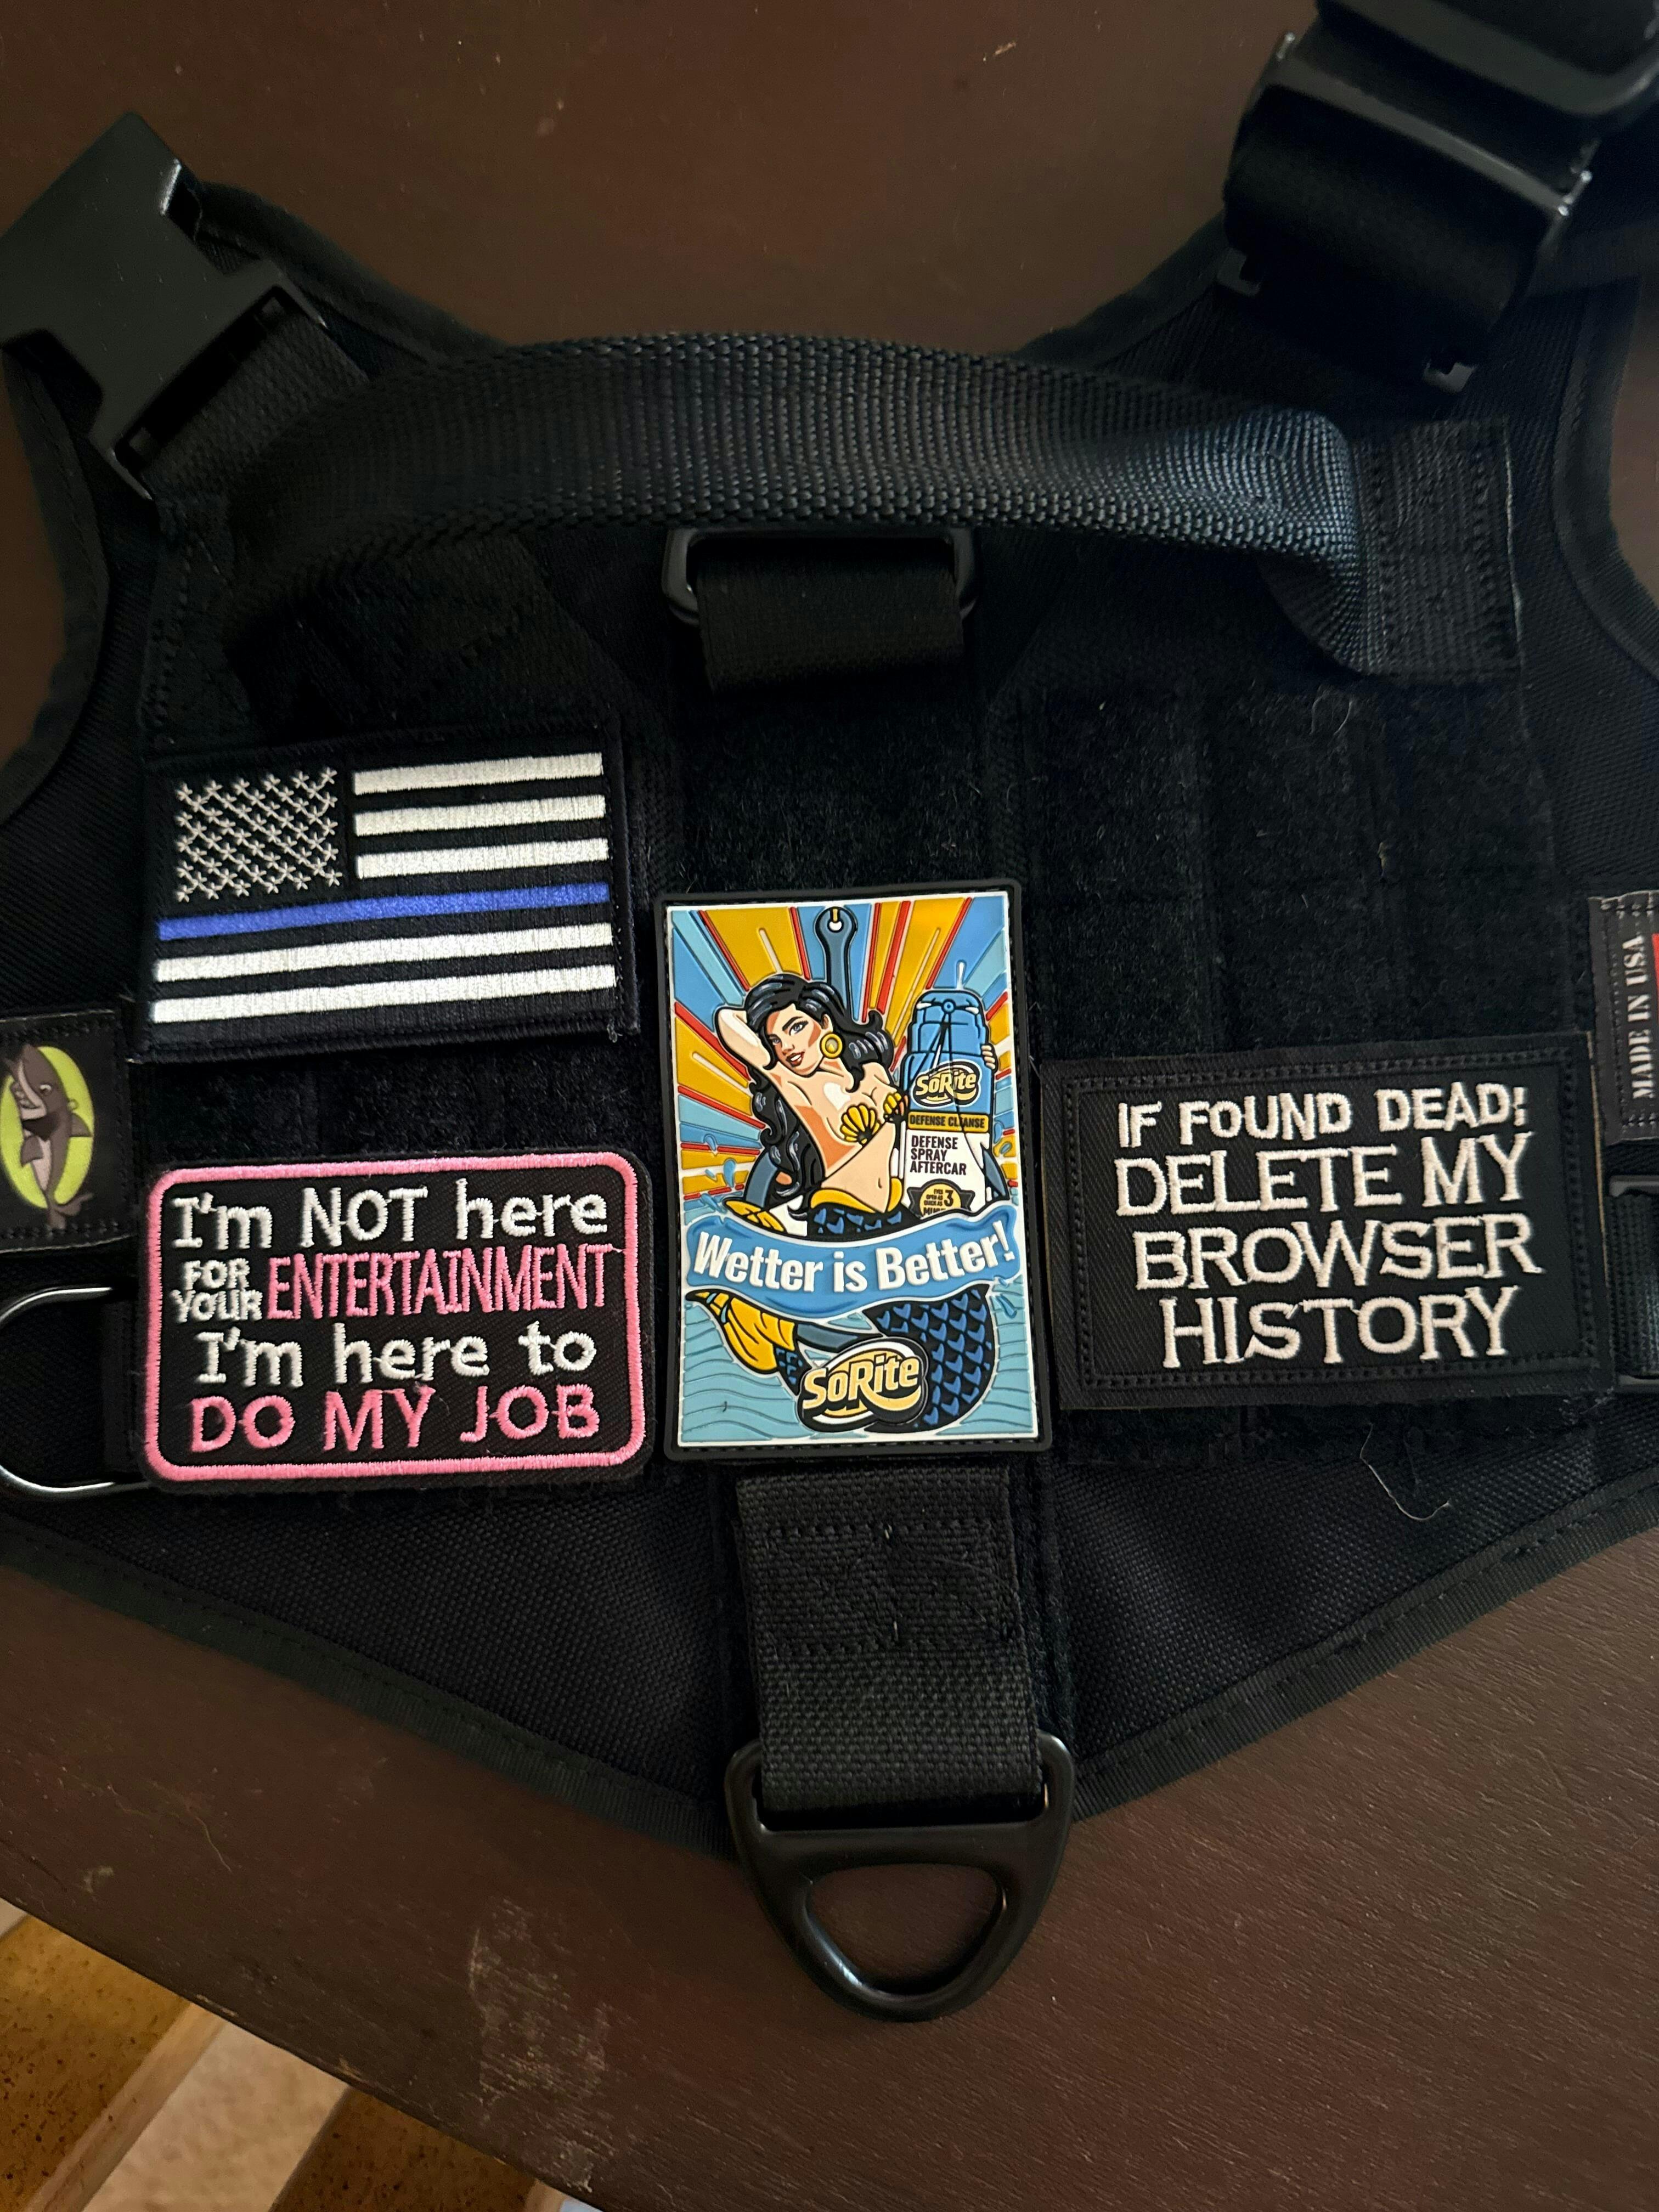 I'm NOT here
FOR YOUR ENTERTAINMENT
I'm here to
DO MY JOB
SoRite
DEFENSE CLEANSE
DEFENSE
SPRAY
AFTERCAR
3
Wetter is Better!
SoRite
IF FOUND DEAD:
DELETE MY
BROWSER
HISTORY
MADE IN USA